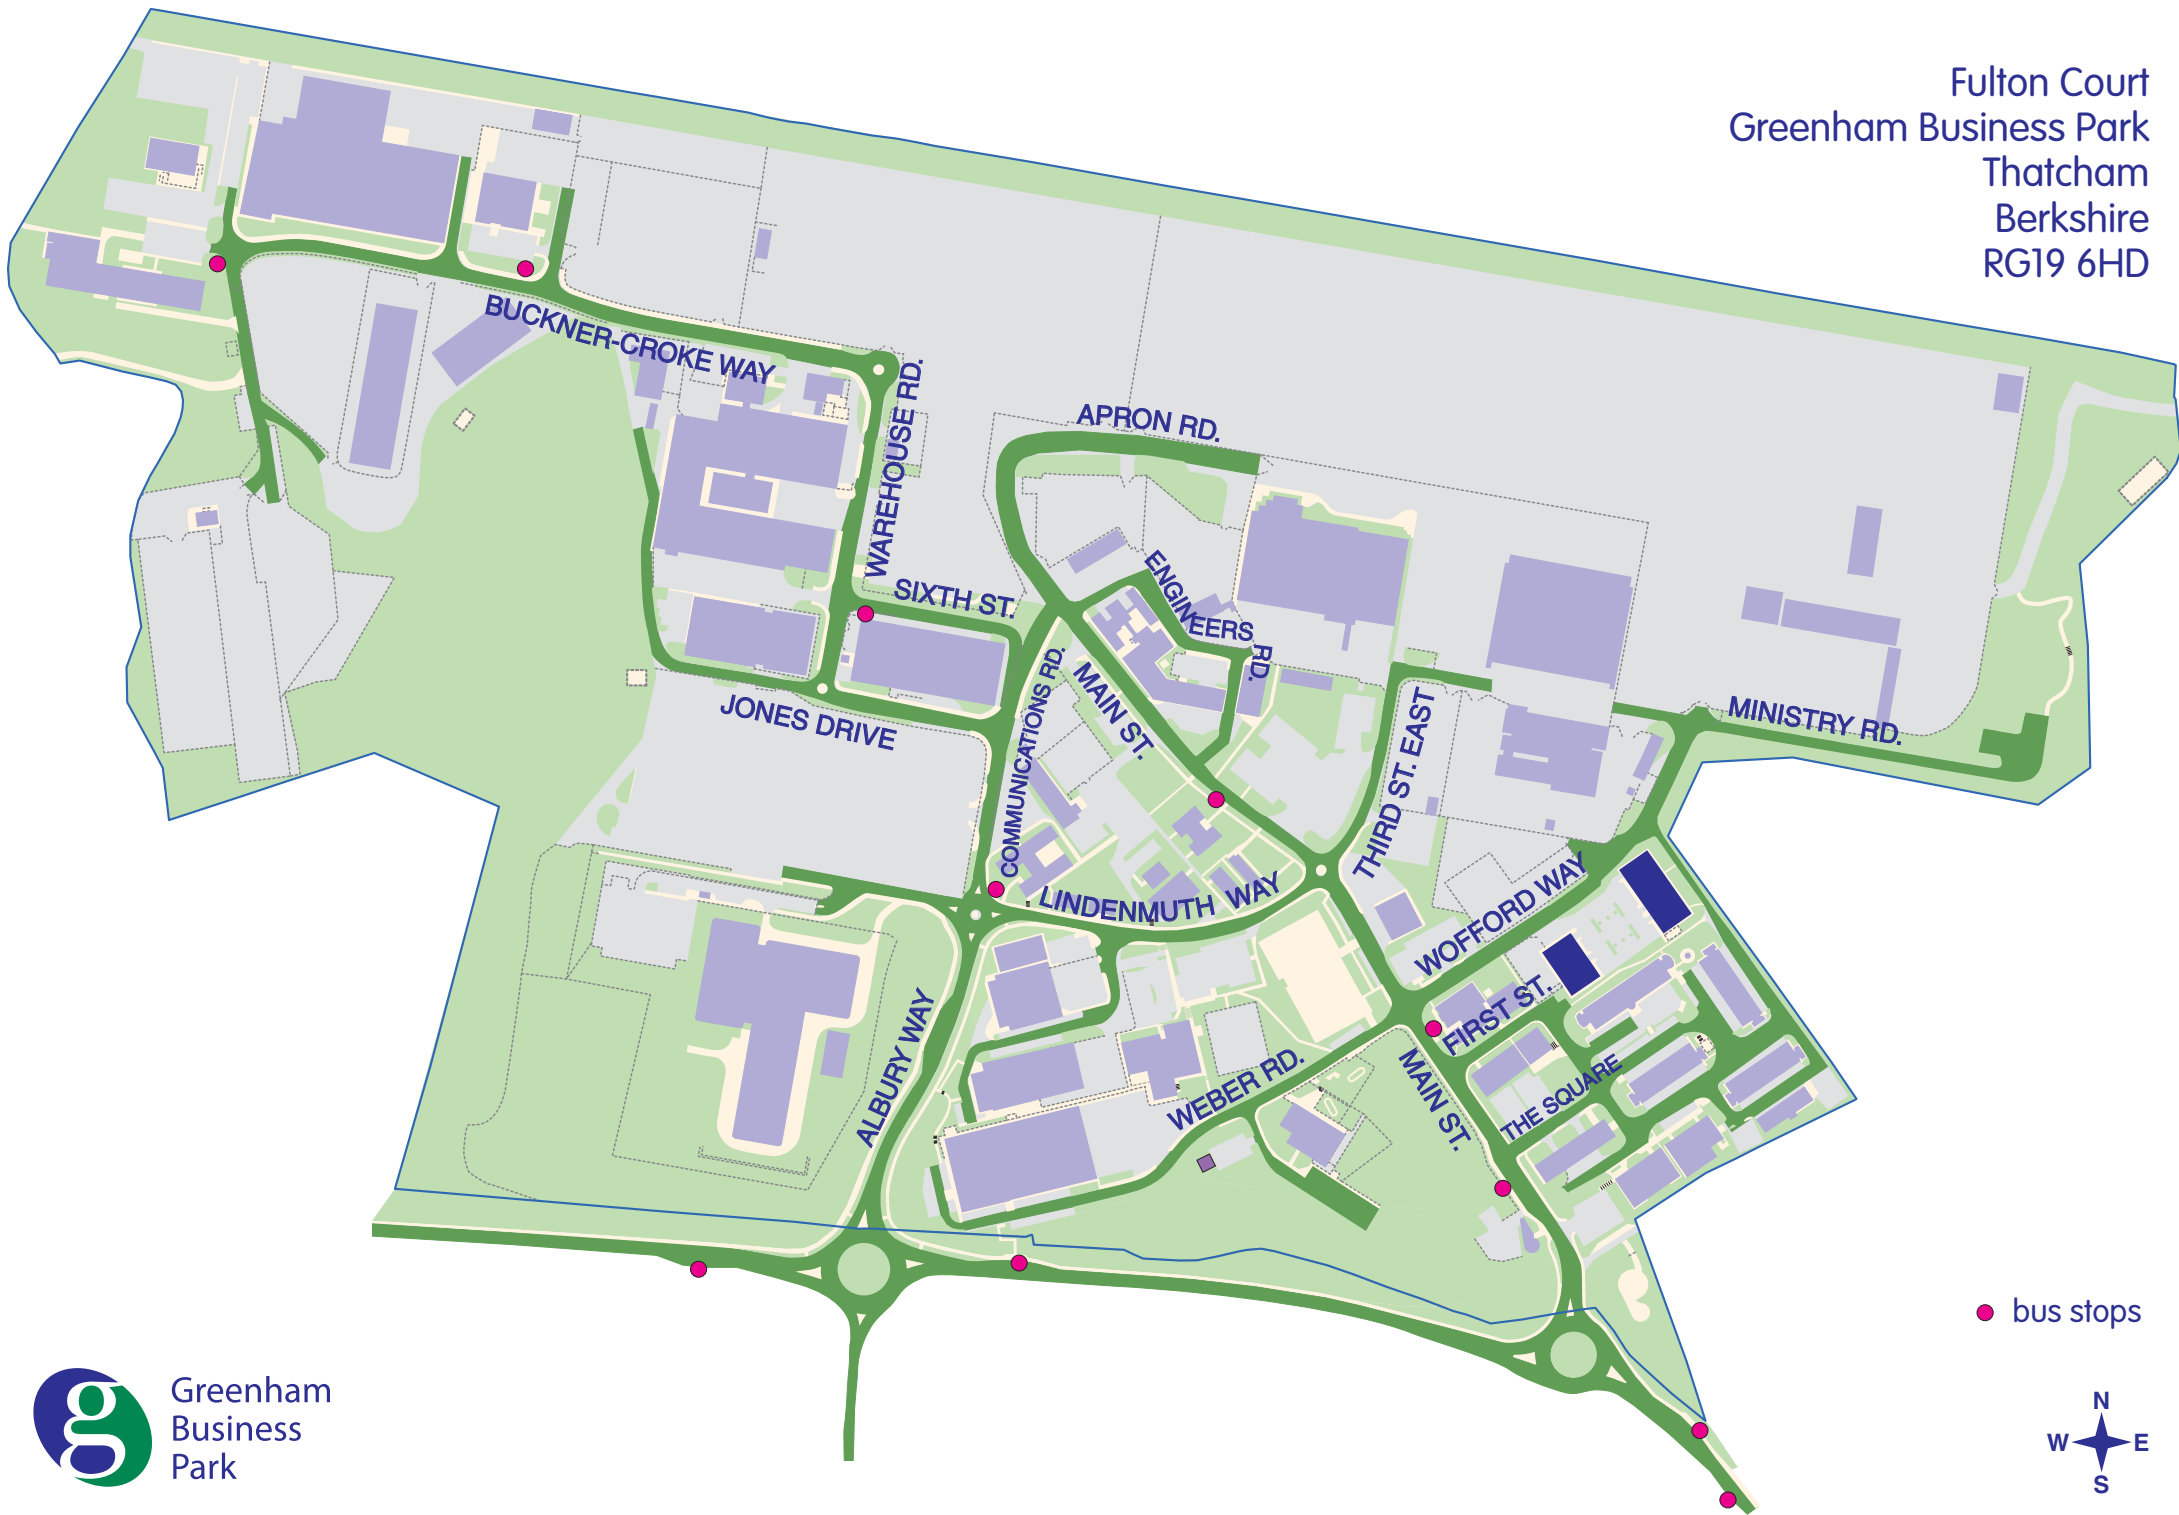 Fulton Court
Greenham Business Park
Thatcham
Berkshire
RG19 6HD
BUCKNER-CROKE WAY
WAREHOUSE RD.
APRON RD.
SIXTH ST.
ENGINEERS RD.
COMMUNICATIONS RD.
MAIN ST.
JONES DRIVE
THIRD ST. EAST
MINISTRY RD.
LINDENMUTH WAY
WOFFORD WAY
ALBURY WAY
FIRST ST.
WEBER RD.
MAIN ST.
THE SQUARE
bus stops
Greenham
Business
Park
N
W E
S